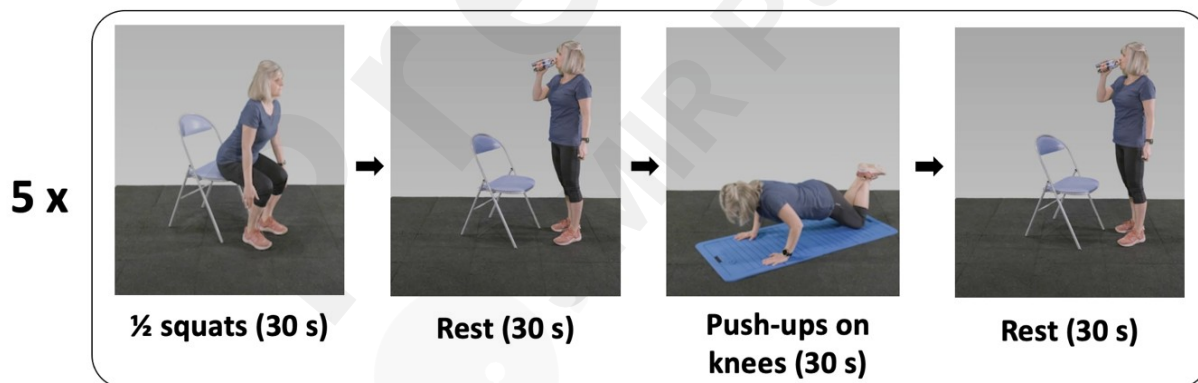 5 x
½ squats (30 s)
Rest (30 s)
Push-ups on
knees (30 s)
Rest (30 s)